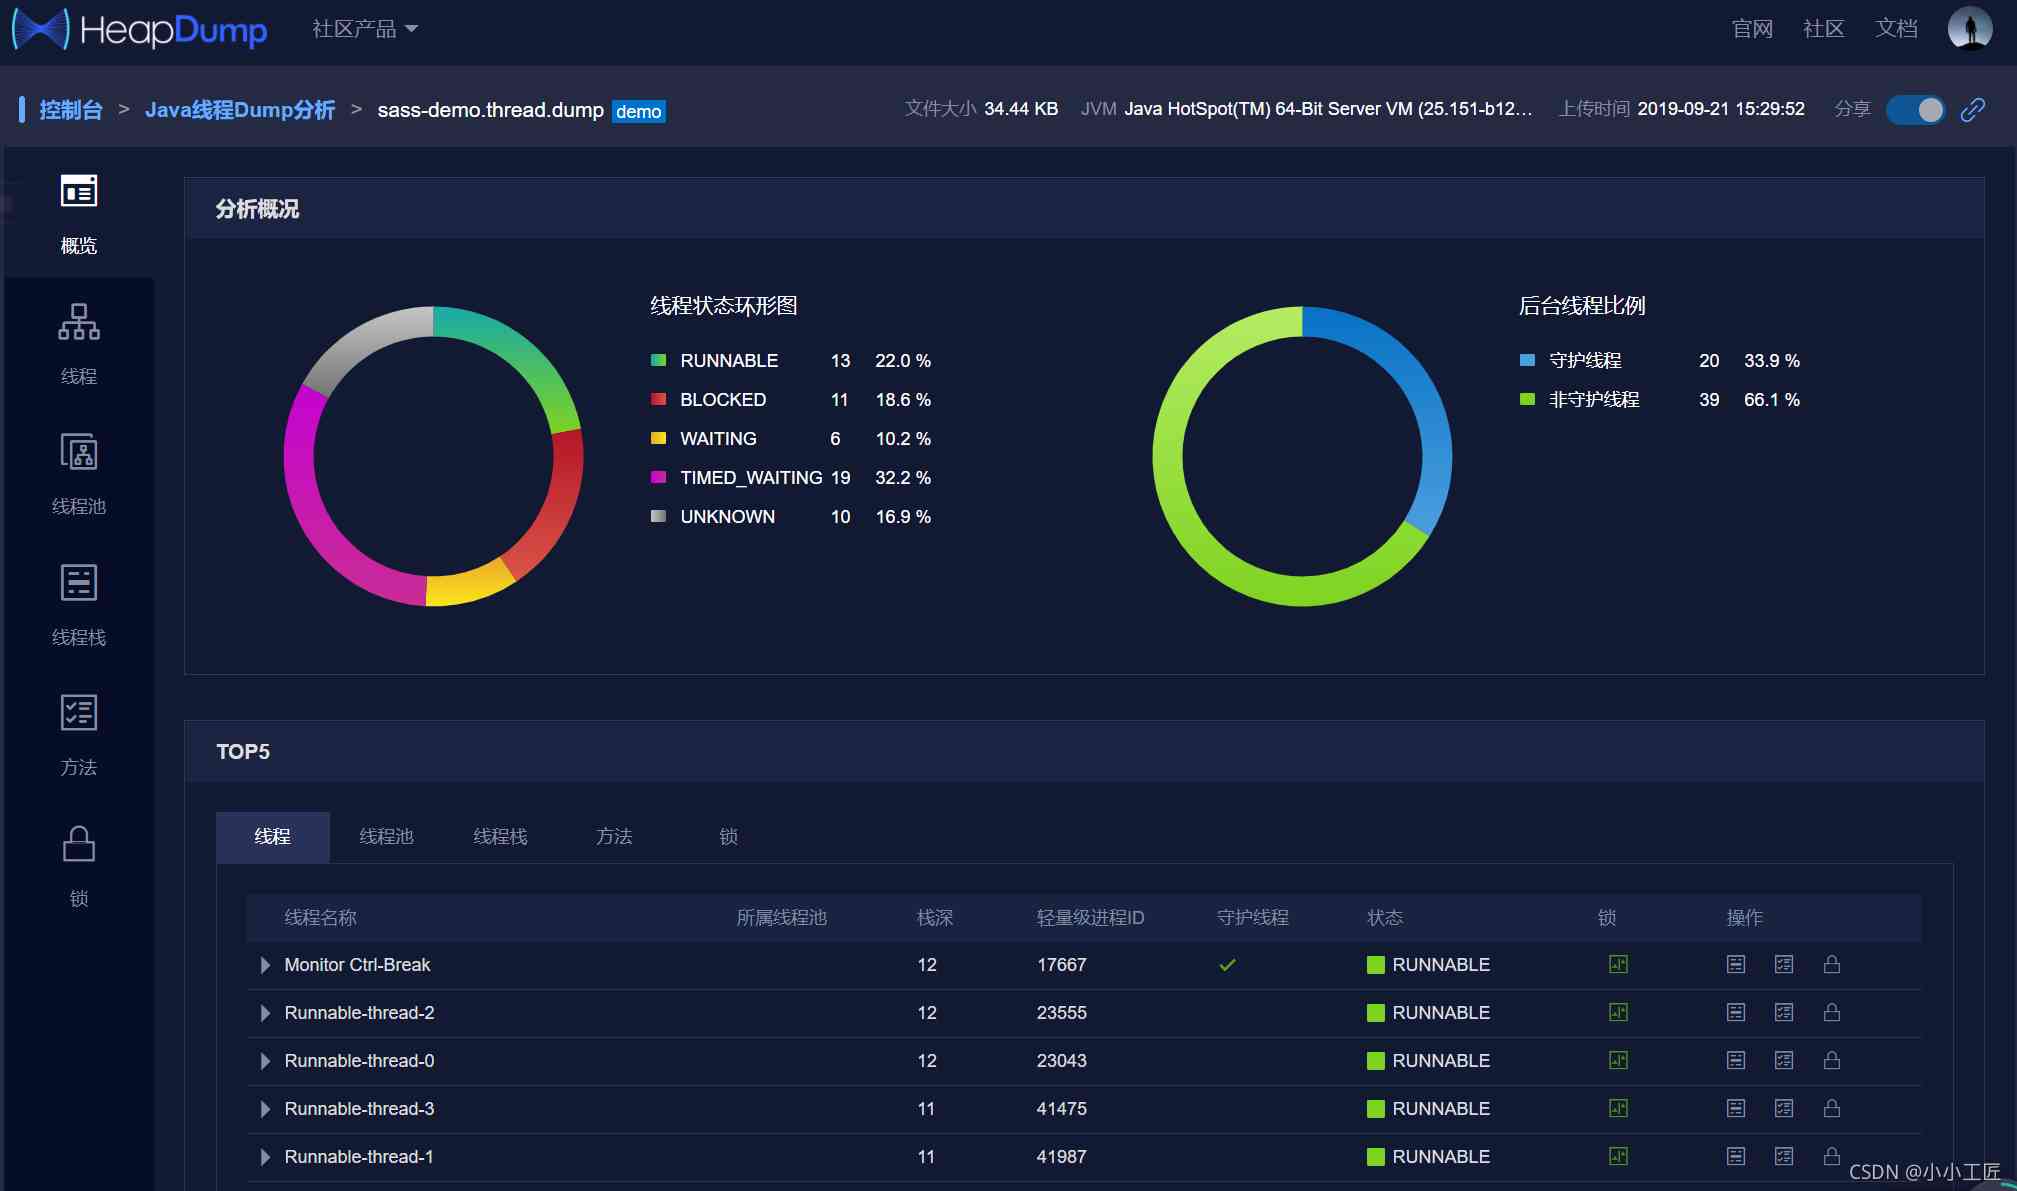 HeapDump 社区产品 官网 社区 文档
控制台 > Java线程Dump分析 > sass-demo.thread.dump demo 文件大小 34.44 KB JVM Java HotSpot(TM) 64-Bit Server VM (25.151-b12... 上传时间 2019-09-21 15:29:52 分享
概览
线程
线程池
线程栈
方法
锁
分析概况
线程状态环形图
RUNNABLE 13 22.0 %
BLOCKED 11 18.6 %
WAITING 6 10.2 %
TIMED_WAITING 19 32.2 %
UNKNOWN 10 16.9 %
后台线程比例
守护线程 20 33.9 %
非守护线程 39 66.1 %
TOP5
线程 线程池 线程栈 方法 锁
线程名称 所属线程池 栈深 轻量级进程ID 守护线程 状态 锁 操作
Monitor Ctrl-Break 12 17667 RUNNABLE
Runnable-thread-2 12 23555 RUNNABLE
Runnable-thread-0 12 23043 RUNNABLE
Runnable-thread-3 11 41475 RUNNABLE
Runnable-thread-1 11 41987 RUNNABLE
CSDN @小小工匠